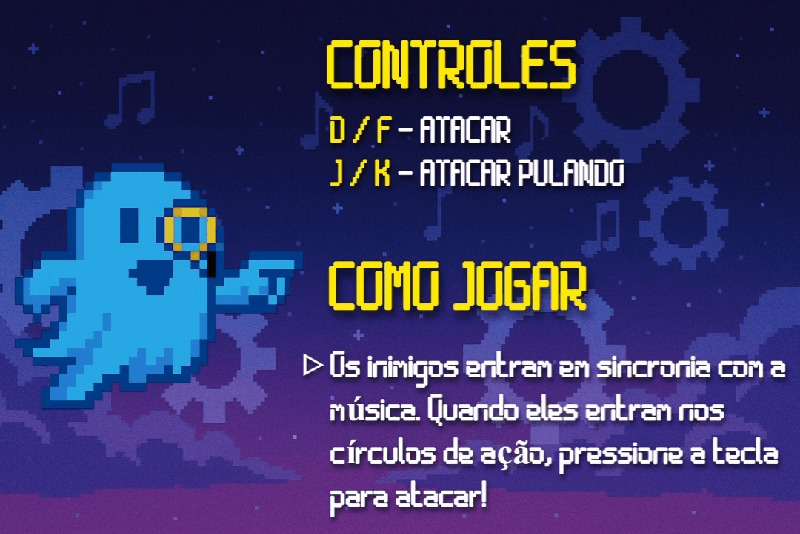 CONTROLES
D / F - ATACAR
J / K - ATACAR PULANDO
COMO JOGAR
Os inimigos entram em sincronia com a
música. Quando eles entram nos
círculos de ação, pressione a tecla
para atacar!